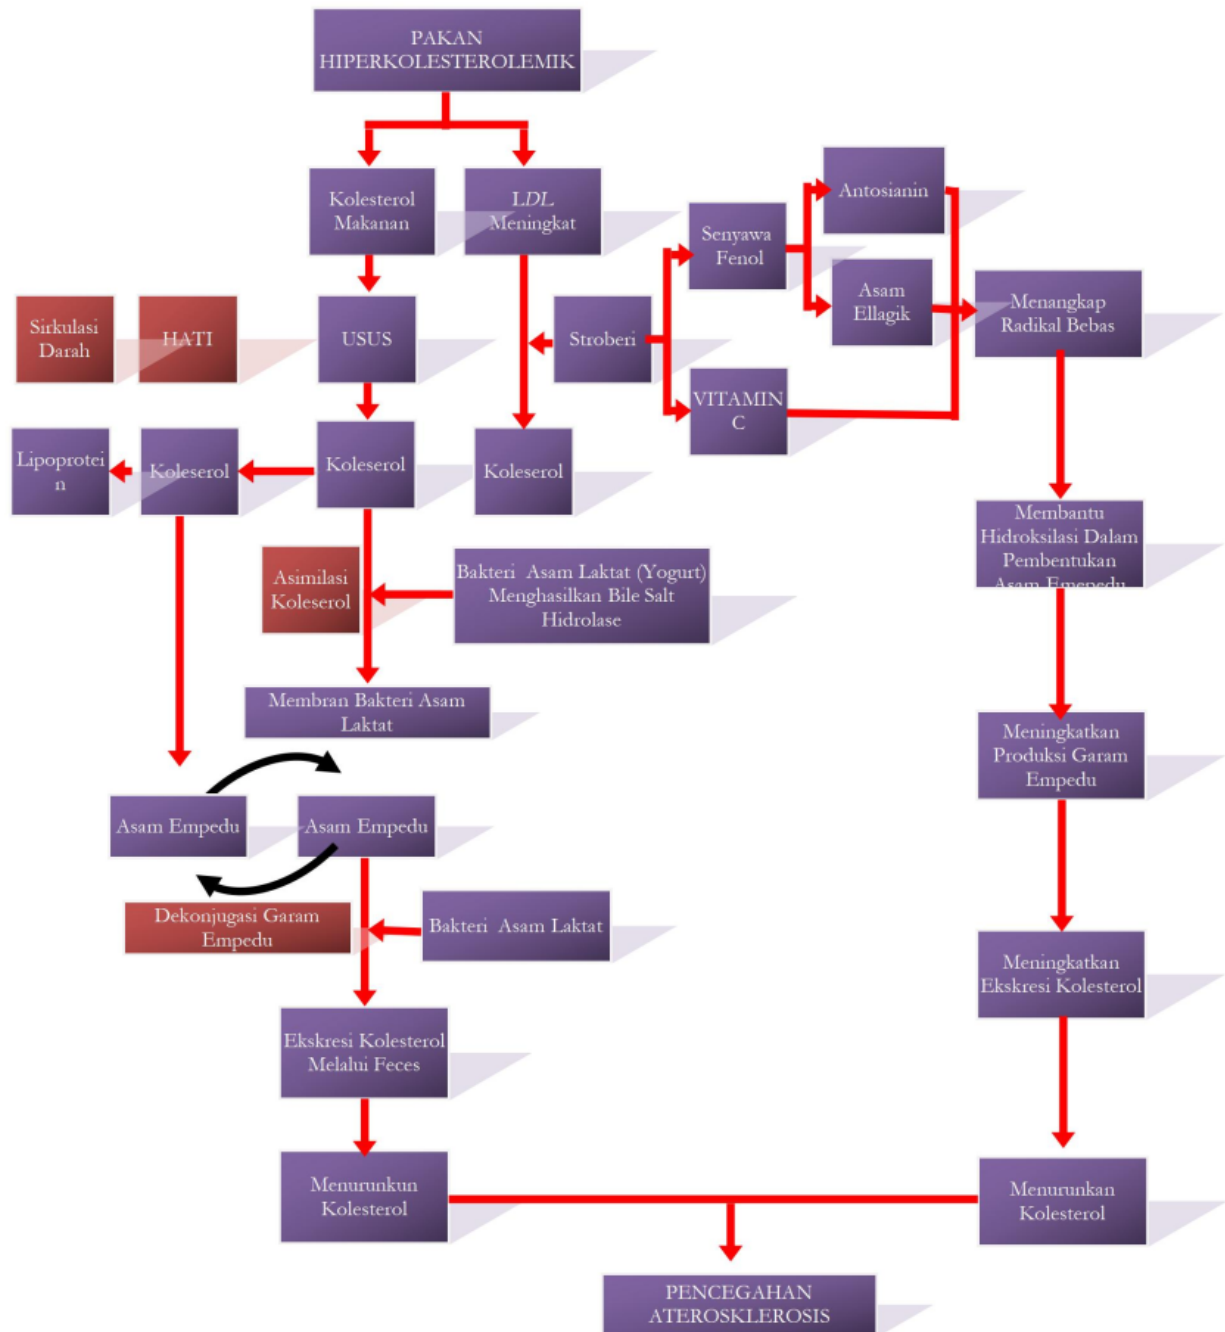 PAKAN
HIPERKOLESTEROLEMIK
Kolesterol
Makanan
LDL
Meningkat
Antosianin
Senyawa
Fenol
Asam
Ellagik
Menangkap
Radikal Bebas
Sirkulasi
Darah
HATI
USUS
Stroberi
VITAMIN
C
Lipoprotei
n
Koleserol
Koleserol
Koleserol
Membantu
Hidroksilasi Dalam
Pembentukan
Asam Emepedu
Asimilasi
Koleserol
Bakteri Asam Laktat (Yogurt)
Menghasilkan Bile Salt
Hidrolase
Membran Bakteri Asam
Laktat
Meningkatkan
Produksi Garam
Empedu
Asam Empedu
Asam Empedu
Dekonjugasi Garam
Empedu
Bakteri Asam Laktat
Meningkatkan
Ekskresi Kolesterol
Ekskresi Kolesterol
Melalui Feces
Menurunkun
Kolesterol
Menurunkan
Kolesterol
PENCEGAHAN
ATEROSKLEROSIS